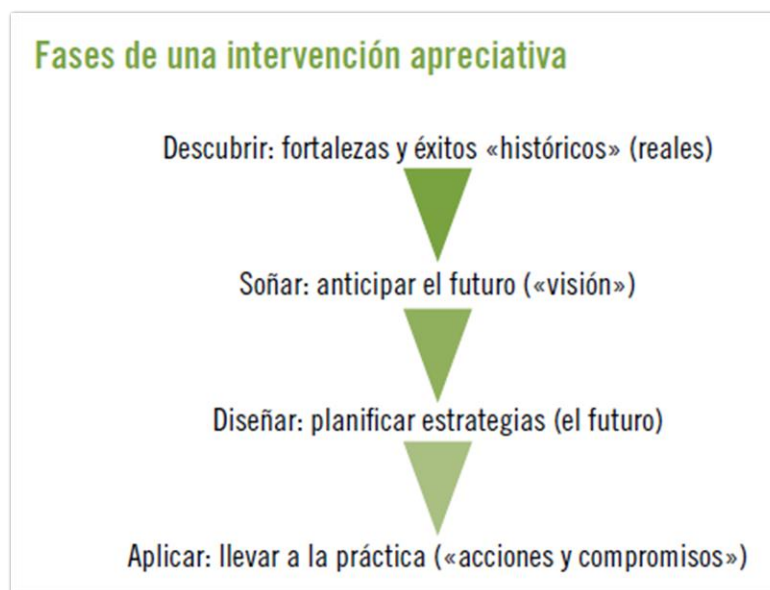 Fases de una intervención apreciativa
Descubrir: fortalezas y éxitos «históricos» (reales)
Soñar: anticipar el futuro («visión»)
Diseñar: planificar estrategias (el futuro)
Aplicar: llevar a la práctica («acciones y compromisos»)